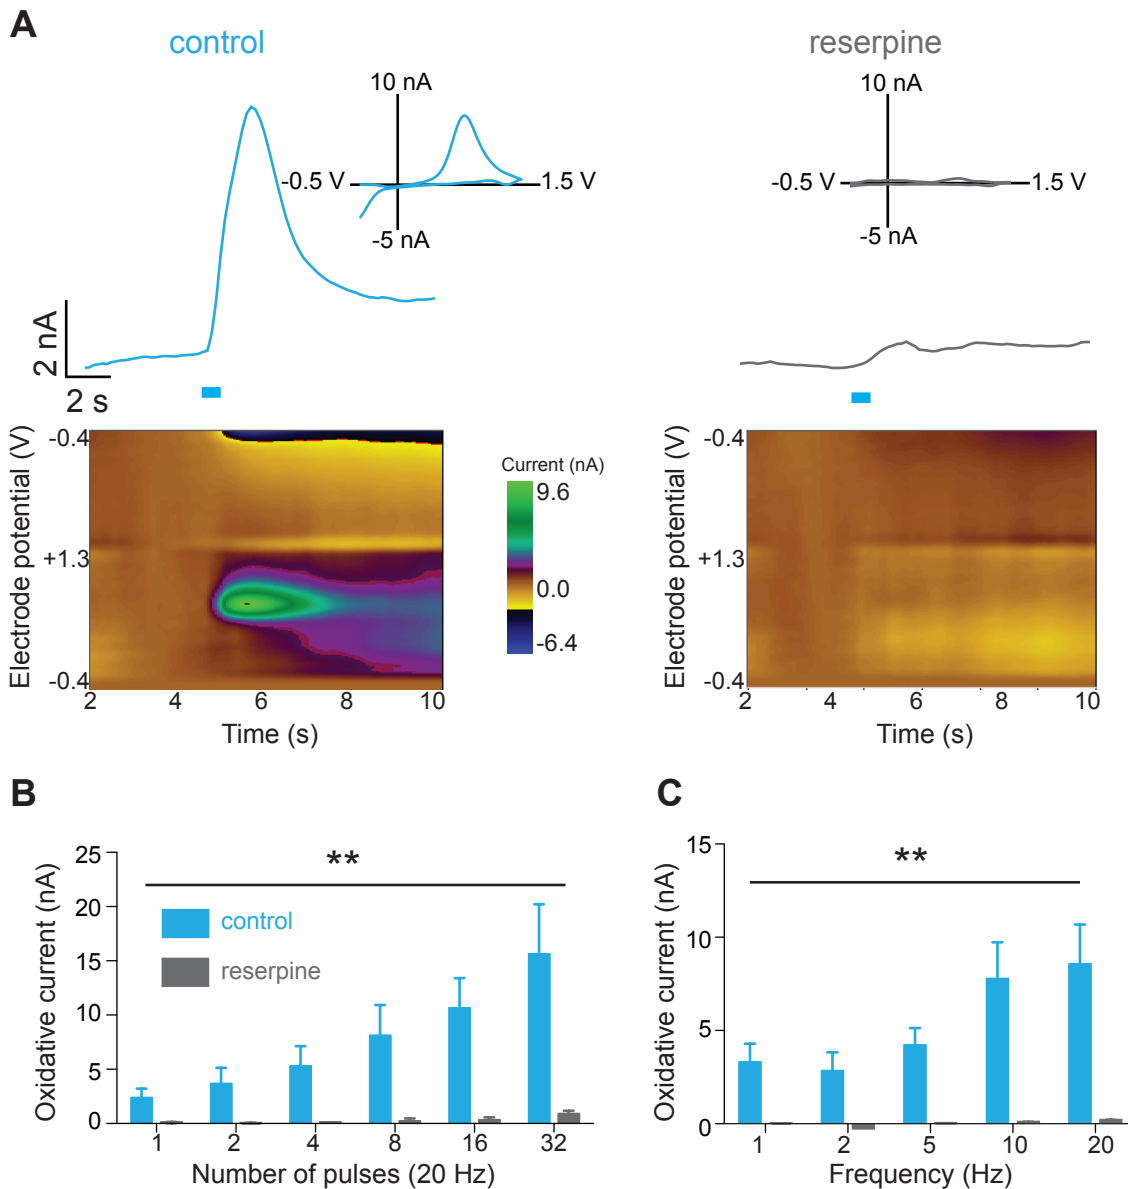 A
control
reserpine
10 nA
-0.5 V
1.5 V
-5 nA
10 nA
-0.5 V
1.5 V
-5 nA
2 nA
2 s
Electrode potential (V)
-0.4
+1.3
-0.4
2 4 6 8 10
Time (s)
Current (nA)
9.6
0.0
-6.4
Electrode potential (V)
-0.4
+1.3
-0.4
2 4 6 8 10
Time (s)
B
Oxidative current (nA)
25
20
15
10
5
0
**
control
reserpine
1 2 4 8 16 32
Number of pulses (20 Hz)
C
Oxidative current (nA)
15
10
5
0
**
1 2 5 10 20
Frequency (Hz)